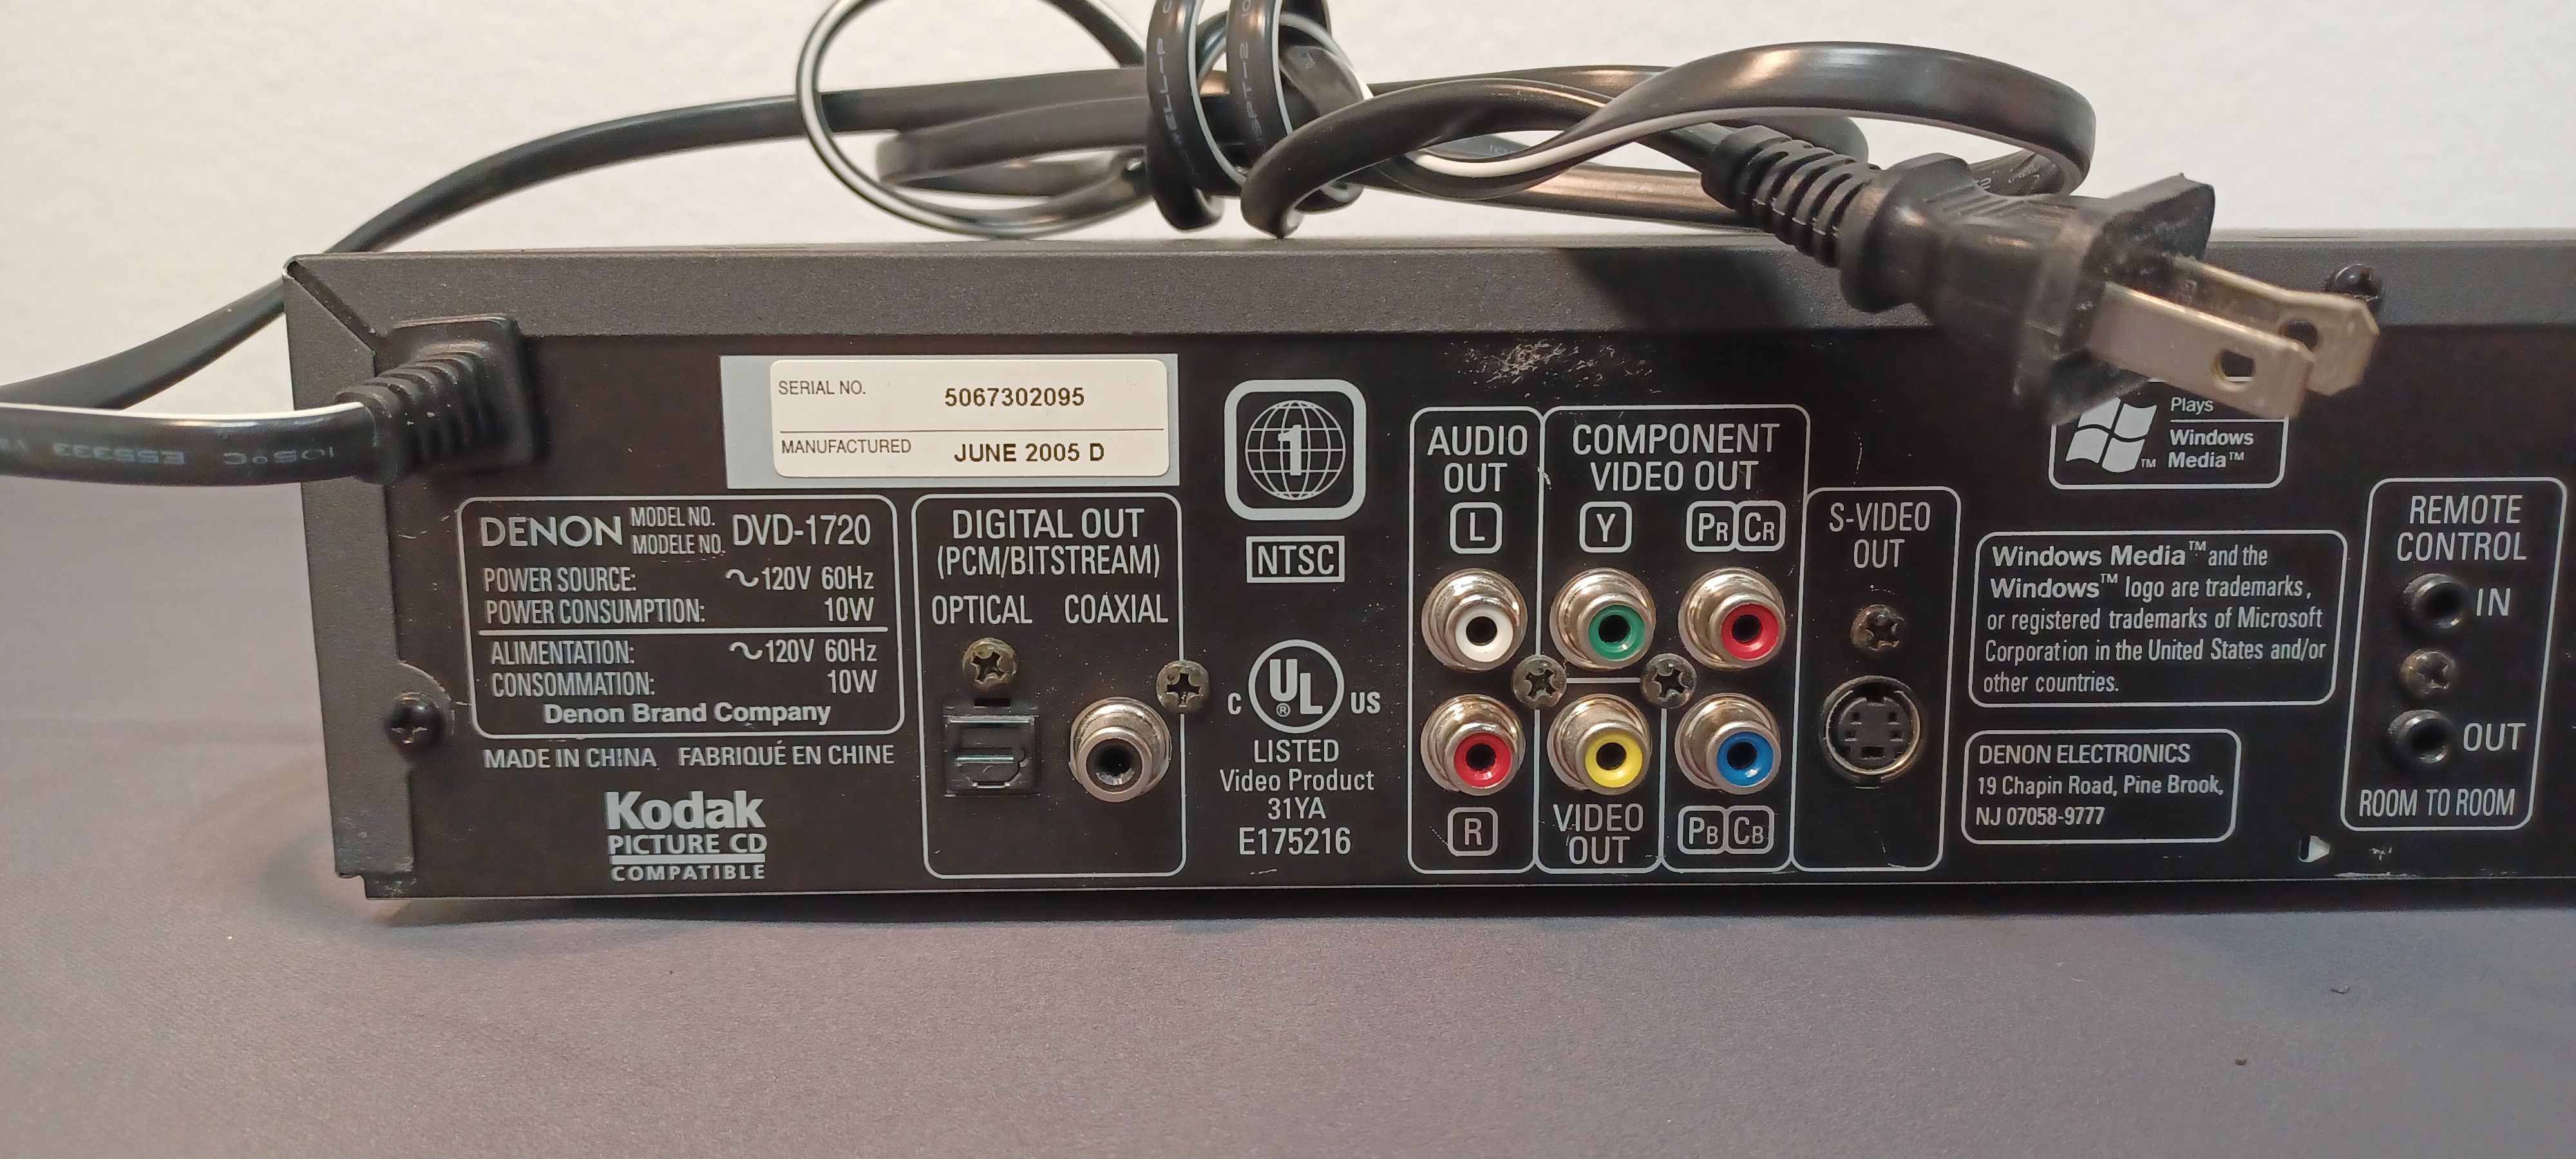 SERIAL NO. 5067302095
MANUFACTURED JUNE 2005 D
DENON MODEL NO. DVD-1720
MODELE NO.
POWER SOURCE: ~120V 60Hz
POWER CONSUMPTION: 10W
ALIMENTATION: ~120V 60Hz
CONSOMMATION: 10W
Denon Brand Company
MADE IN CHINA FABRIQUÉ EN CHINE
Kodak
PICTURE CD
COMPATIBLE
DIGITAL OUT
(PCM/BITSTREAM)
OPTICAL COAXIAL
1
NTSC
C UL ® US
LISTED
Video Product
31YA
E175216
AUDIO
OUT
L
R
COMPONENT
VIDEO OUT
Y PR CR
VIDEO
OUT
PB CB
S-VIDEO
OUT
Plays
Windows
Media™
TM
Windows Media™ and the
Windows™ logo are trademarks,
or registered trademarks of Microsoft
Corporation in the United States and/or
other countries.
DENON ELECTRONICS
19 Chapin Road, Pine Brook,
NJ 07058-9777
REMOTE
CONTROL
IN
OUT
ROOM TO ROOM
105°C
E55333
SPT-2